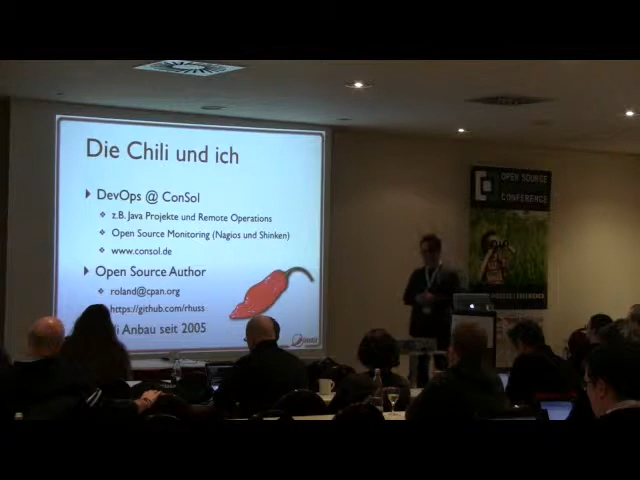 Die Chili und ich
DevOps @ ConSol
z.B. Java Projekte und Remote Operations
Open Source Monitoring (Nagios und Shinken)
www.consol.de
Open Source Author
roland@cpan.org
https://github.com/rhuss
Anbau seit 2005
OPEN SOURCE
CONFERENCE